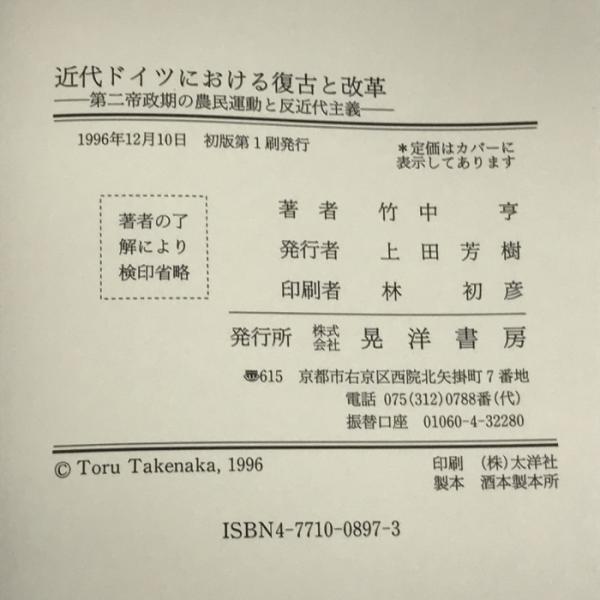 近代ドイツにおける復古と改革
──第二帝政期の農民運動と反近代主義──
1996年12月10日　初版第1刷発行
＊定価はカバーに
表示してあります
著者の了
解により
検印省略
著　者　竹　中　　亨
発行者　上　田　芳　樹
印刷者　林　　初　彦
発行所　株式会社　晃　洋　書　房
〠615　京都市右京区西院北矢掛町7番地
電話　075(312)0788番(代)
振替口座　01060-4-32280
© Toru Takenaka, 1996
印刷　(株)太洋社
製本　酒本製本所
ISBN4-7710-0897-3